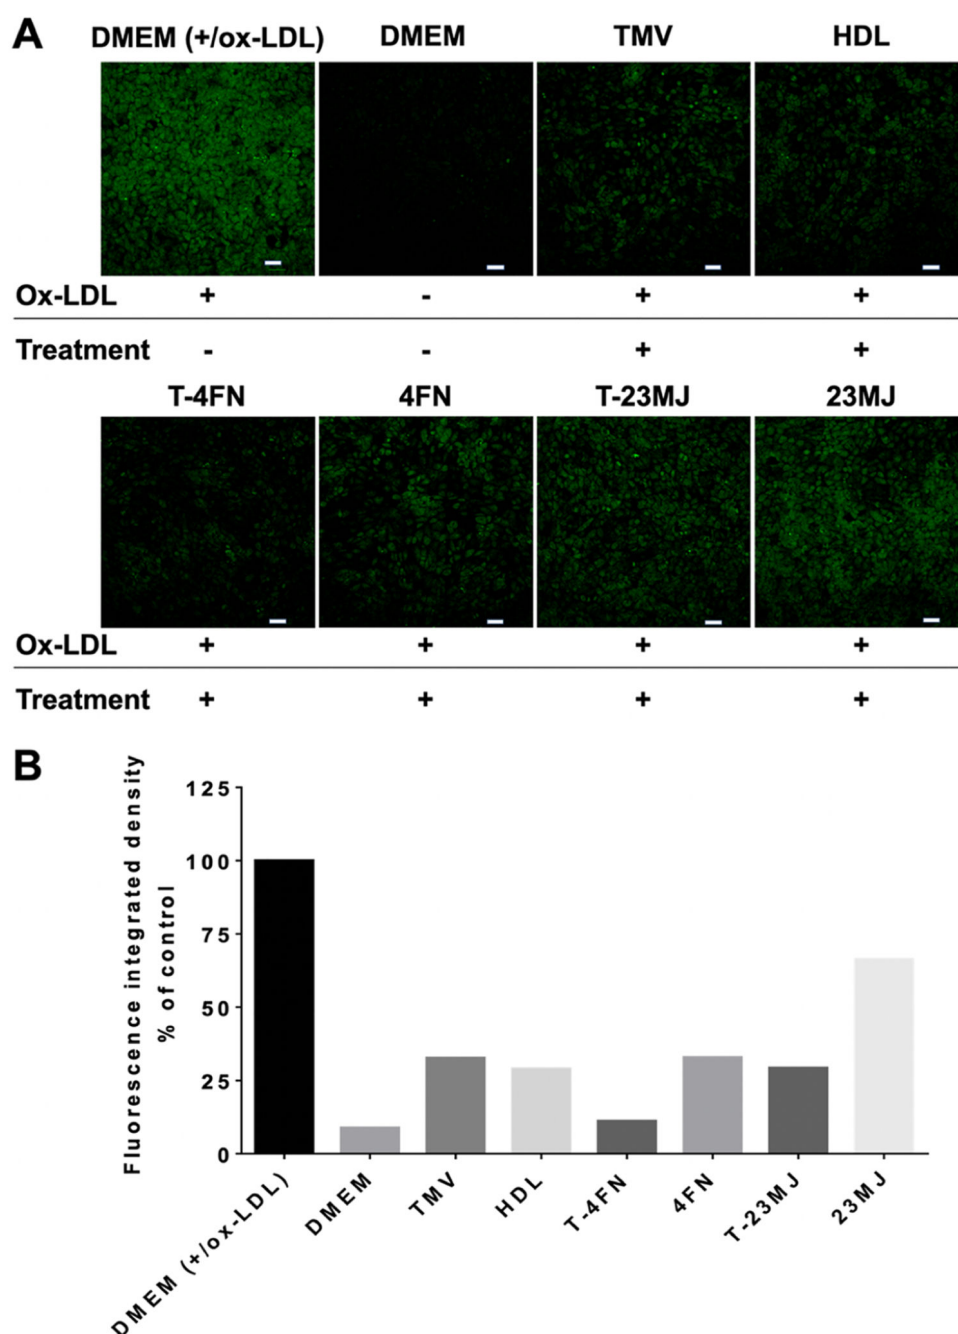 A
DMEM (+/ox-LDL) DMEM TMV HDL
Ox-LDL + - + +
Treatment - - + +
T-4FN 4FN T-23MJ 23MJ
Ox-LDL + + + +
Treatment + + + +
B
Fluorescence integrated density
% of control
125
100
75
50
25
0
DMEM (+/ox-LDL)
DMEM
TMV
HDL
T-4FN
4FN
T-23MJ
23MJ